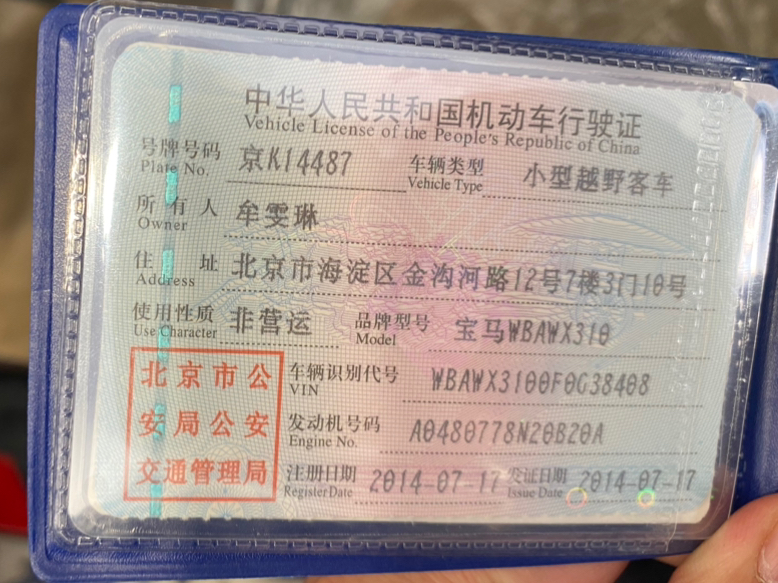 中华人民共和国机动车行驶证
Vehicle License of the People's Republic of China
号牌号码 京K14487 车辆类型 小型越野客车
Plate No. Vehicle Type
所有人 牟雯琳
Owner
住址 北京市海淀区金沟河路12号7楼3门10号
Address
使用性质 非营运 品牌型号 宝马WBAWX310
Use Character Model
北京市公安局公安交通管理局
车辆识别代号 WBAWX3100F0G38408
VIN
发动机号码 A0480778N20B20A
Engine No.
注册日期 2014-07-17 发证日期 2014-07-17
Register Date Issue Date